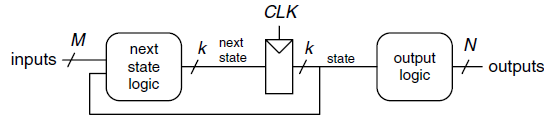 CLK
M
next
state
logic
k
next
state
k
state
output
logic
N
inputs
outputs